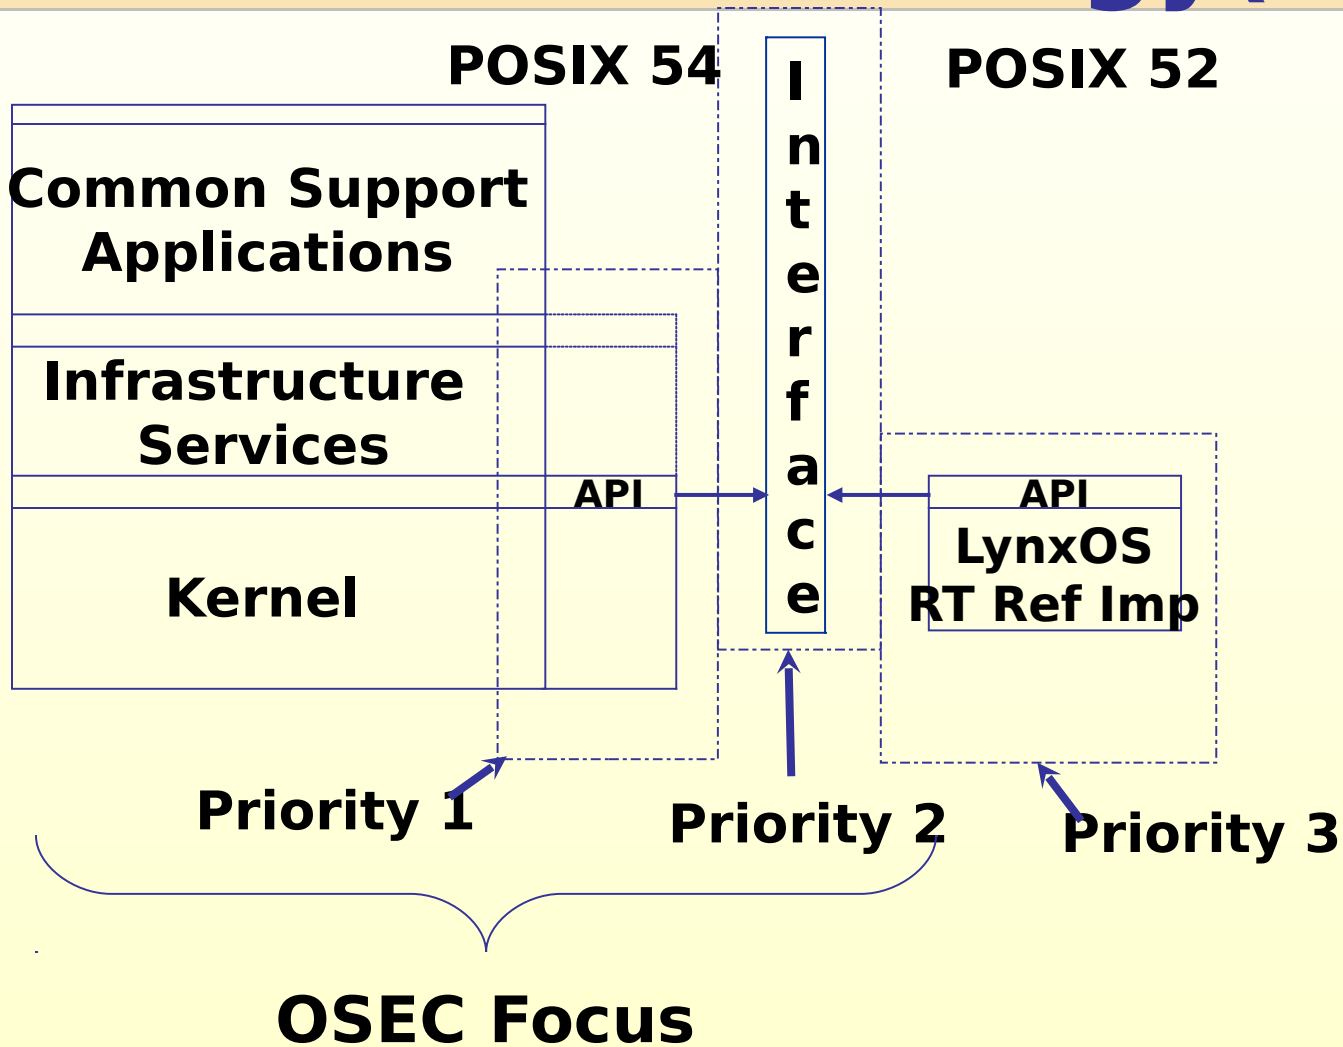 POSIX 54
POSIX 52
Interface
Common Support
Applications
Infrastructure
Services
API
API
LynxOS
RT Ref Imp
Kernel
Priority 1
Priority 2
Priority 3
OSEC Focus